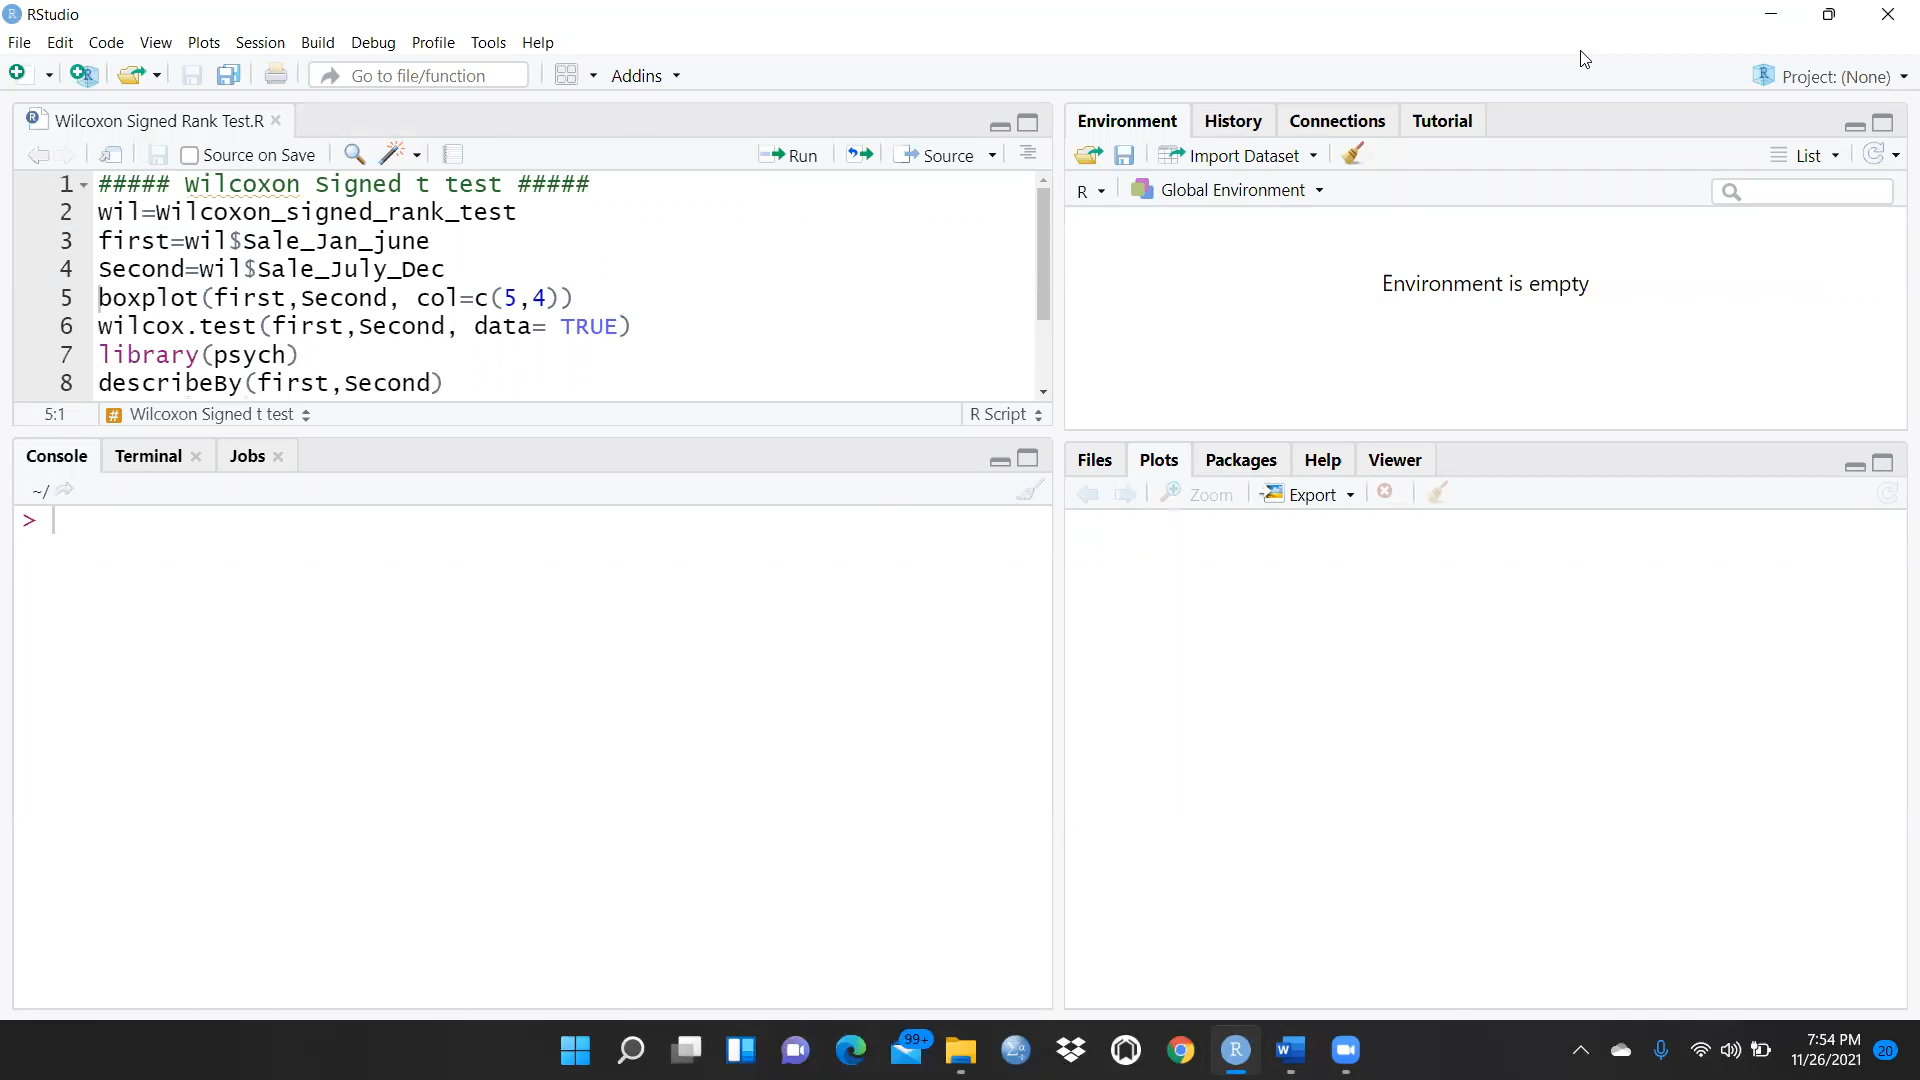 RStudio
File Edit Code View Plots Session Build Debug Profile Tools Help
Go to file/function Addins Project: (None)
Wilcoxon Signed Rank Test.R
Source on Save Run Source
1 ##### Wilcoxon Signed t test #####
2 wil=Wilcoxon_signed_rank_test
3 first=wil$Sale_Jan_june
4 Second=wil$Sale_July_Dec
5 boxplot(first,Second, col=c(5,4))
6 wilcox.test(first,Second, data= TRUE)
7 library(psych)
8 describeBy(first,Second)
5:1 # Wilcoxon Signed t test R Script
Environment History Connections Tutorial
Import Dataset List
R Global Environment
Environment is empty
Console Terminal Jobs
~/
>
Files Plots Packages Help Viewer
Zoom Export
99+
7:54 PM
11/26/2021
20